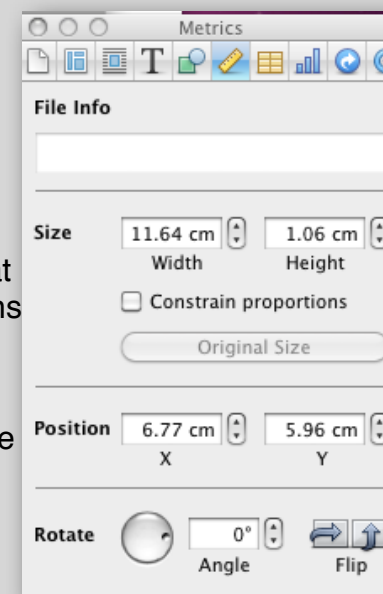 Metrics
T
File Info
Size 11.64 cm 1.06 cm
Width Height
Constrain proportions
Original Size
Position 6.77 cm 5.96 cm
X Y
Rotate 0°
Angle Flip